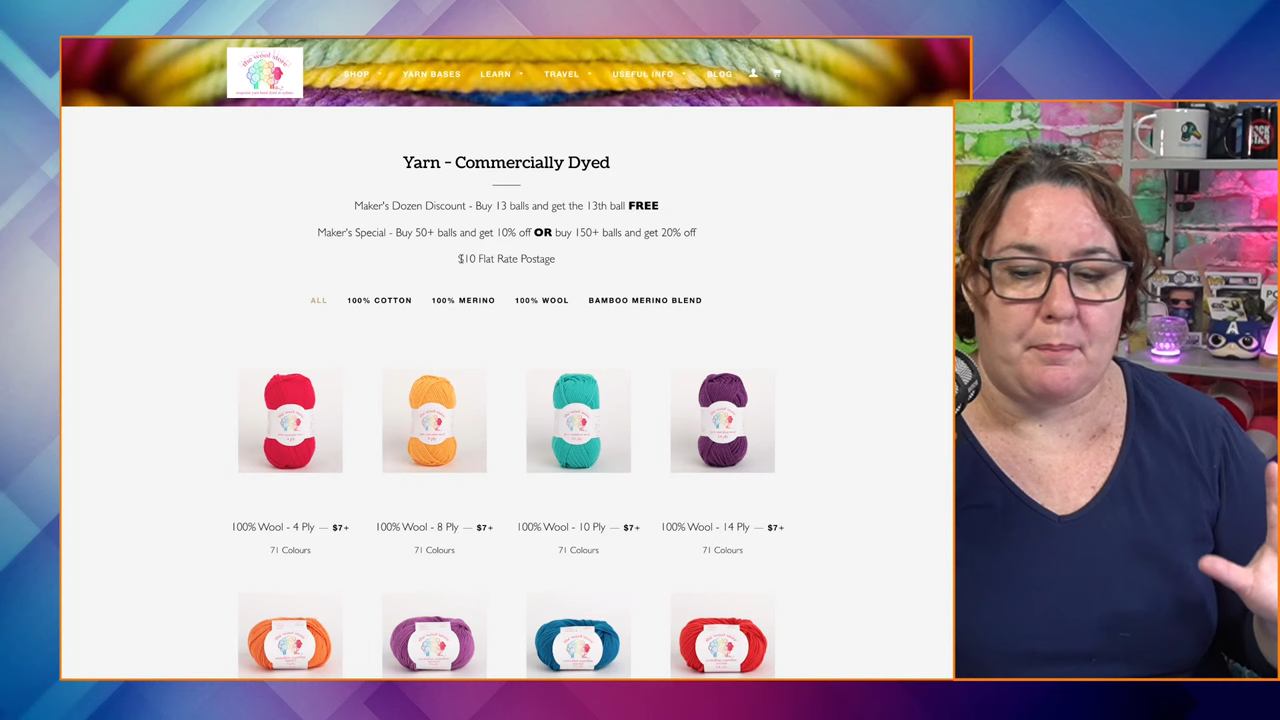 the wool store
SHOP
YARN BASES
LEARN
TRAVEL
USEFUL INFO
BLOG
Yarn - Commercially Dyed
Maker's Dozen Discount - Buy 13 balls and get the 13th ball FREE
Maker's Special - Buy 50+ balls and get 10% off OR buy 150+ balls and get 20% off
$10 Flat Rate Postage
ALL
100% COTTON
100% MERINO
100% WOOL
BAMBOO MERINO BLEND
100% Wool - 4 Ply — $7+
71 Colours
100% Wool - 8 Ply — $7+
71 Colours
100% Wool - 10 Ply — $7+
71 Colours
100% Wool - 14 Ply — $7+
71 Colours